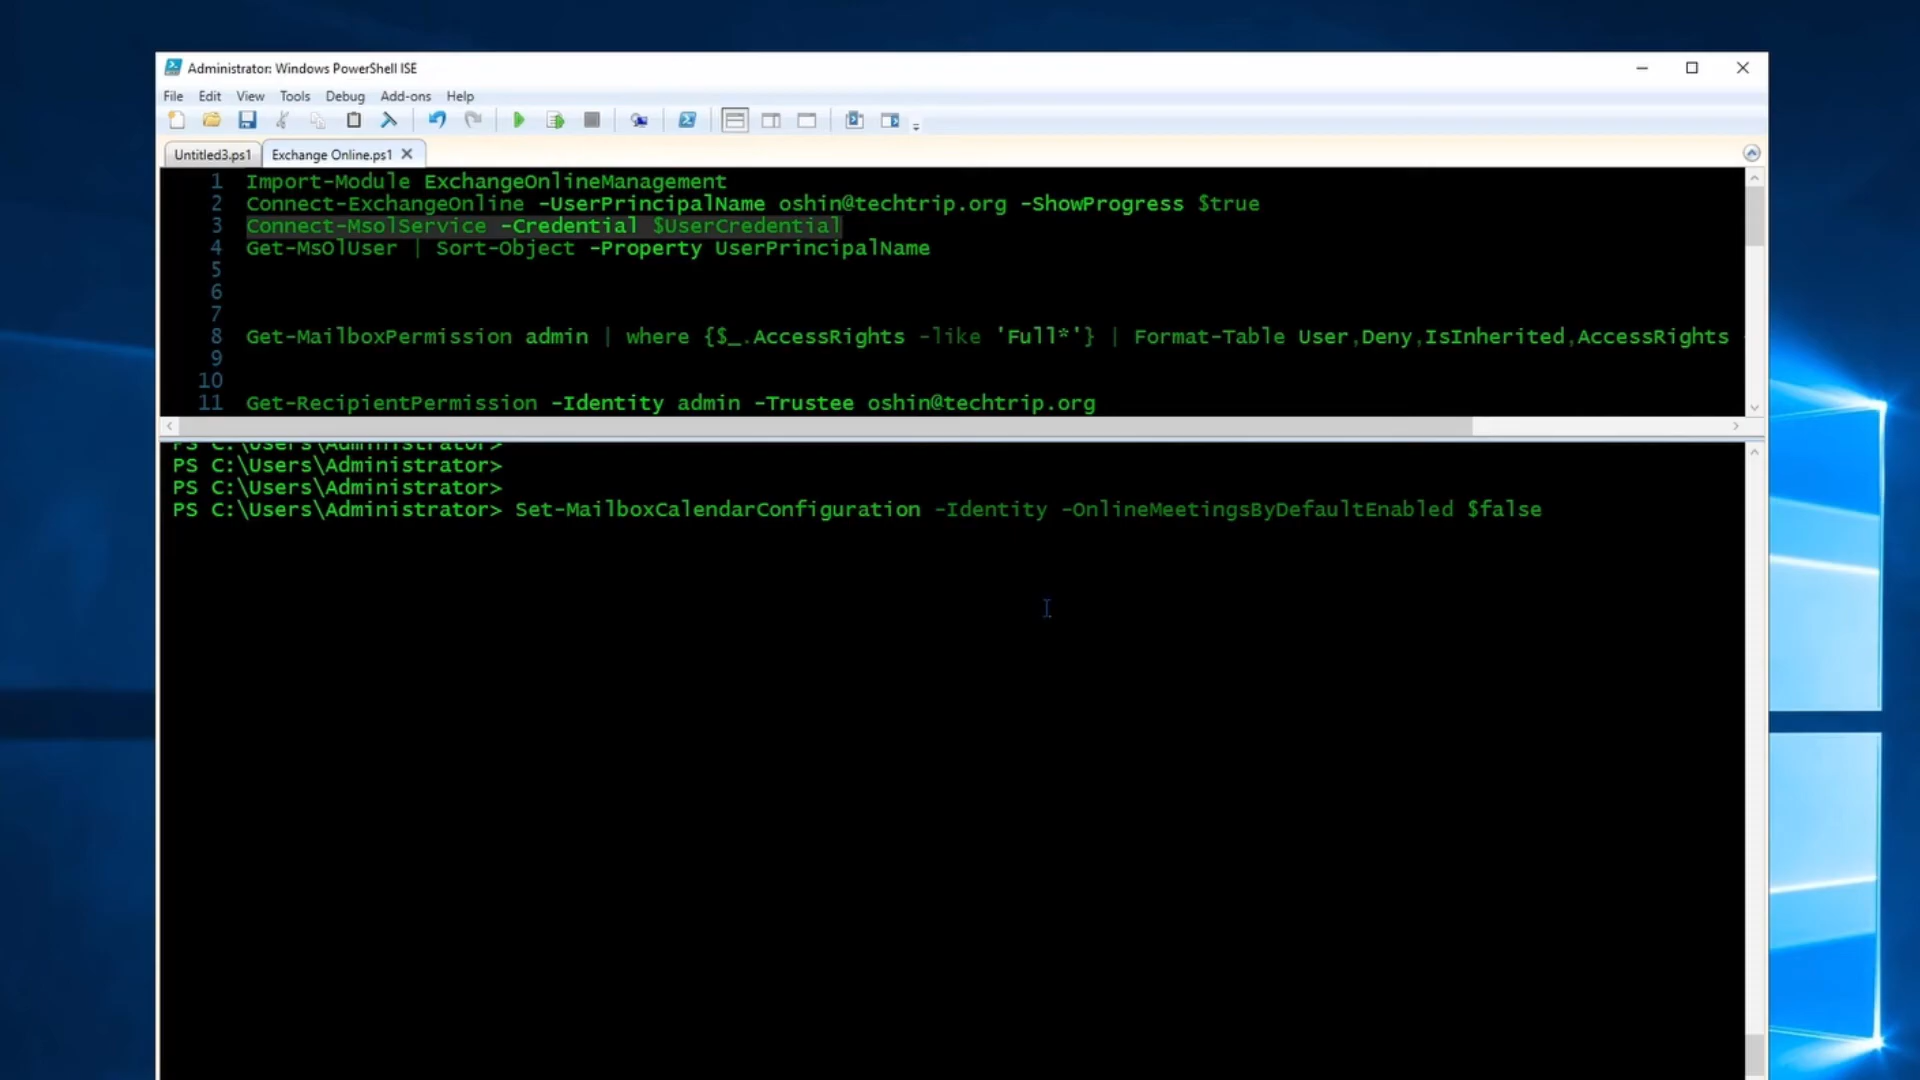 Administrator: Windows PowerShell ISE
File Edit View Tools Debug Add-ons Help
Untitled3.ps1 Exchange Online.ps1
1 Import-Module ExchangeOnlineManagement
2 Connect-ExchangeOnline -UserPrincipalName oshin@techtrip.org -ShowProgress $true
3 Connect-MsolService -Credential $UserCredential
4 Get-MsOlUser | Sort-Object -Property UserPrincipalName
5
6
7
8 Get-MailboxPermission admin | where {$_.AccessRights -like 'Full*'} | Format-Table User,Deny,IsInherited,AccessRights
9
10
11 Get-RecipientPermission -Identity admin -Trustee oshin@techtrip.org
PS C:\Users\Administrator>
PS C:\Users\Administrator>
PS C:\Users\Administrator>
PS C:\Users\Administrator> Set-MailboxCalendarConfiguration -Identity -OnlineMeetingsByDefaultEnabled $false